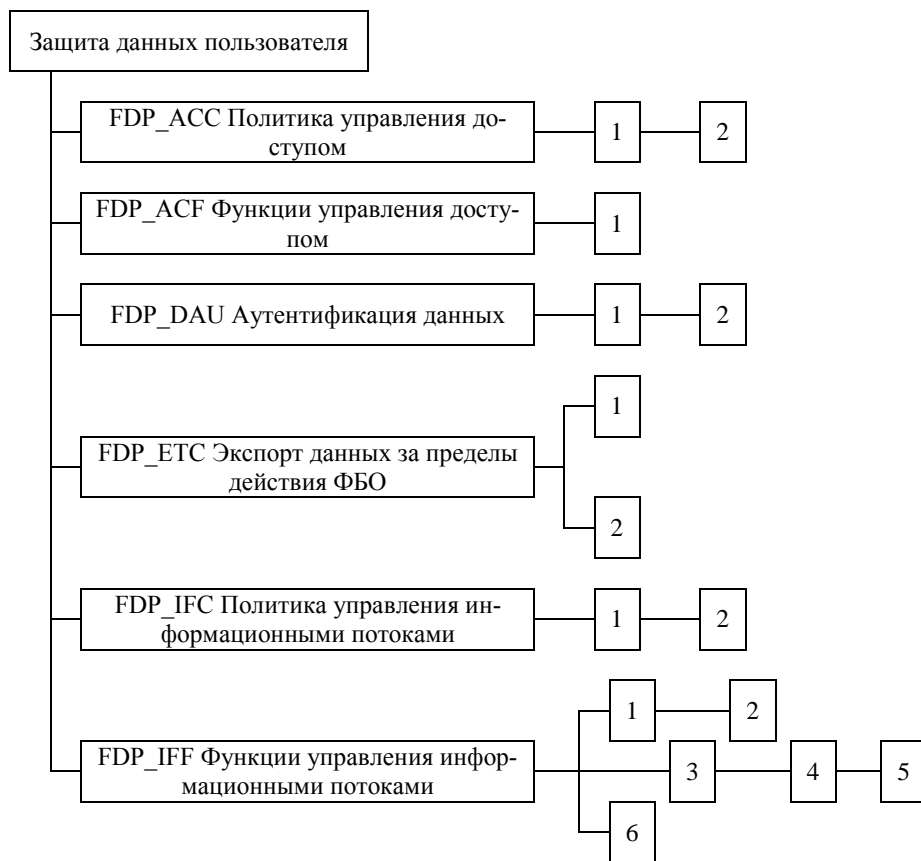 Защита данных пользователя
FDP_ACC Политика управления до-
ступом
1
2
FDP_ACF Функции управления досту-
пом
1
FDP_DAU Аутентификация данных
1
2
FDP_ETC Экспорт данных за пределы
действия ФБО
1
2
FDP_IFC Политика управления ин-
формационными потоками
1
2
FDP_IFF Функции управления инфор-
мационными потоками
1
2
3
4
5
6